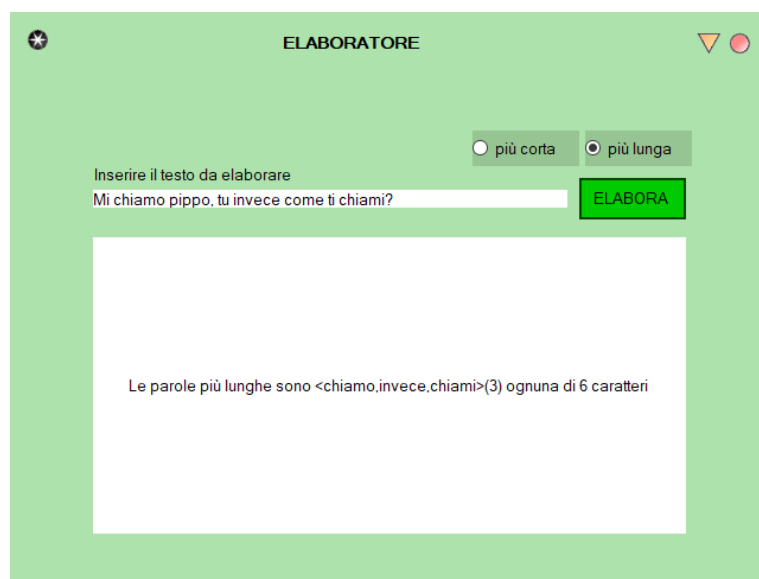 ELABORATORE
più corta
più lunga
Inserire il testo da elaborare
Mi chiamo pippo, tu invece come ti chiami?
ELABORA
Le parole più lunghe sono <chiamo,invece,chiami>(3) ognuna di 6 caratteri